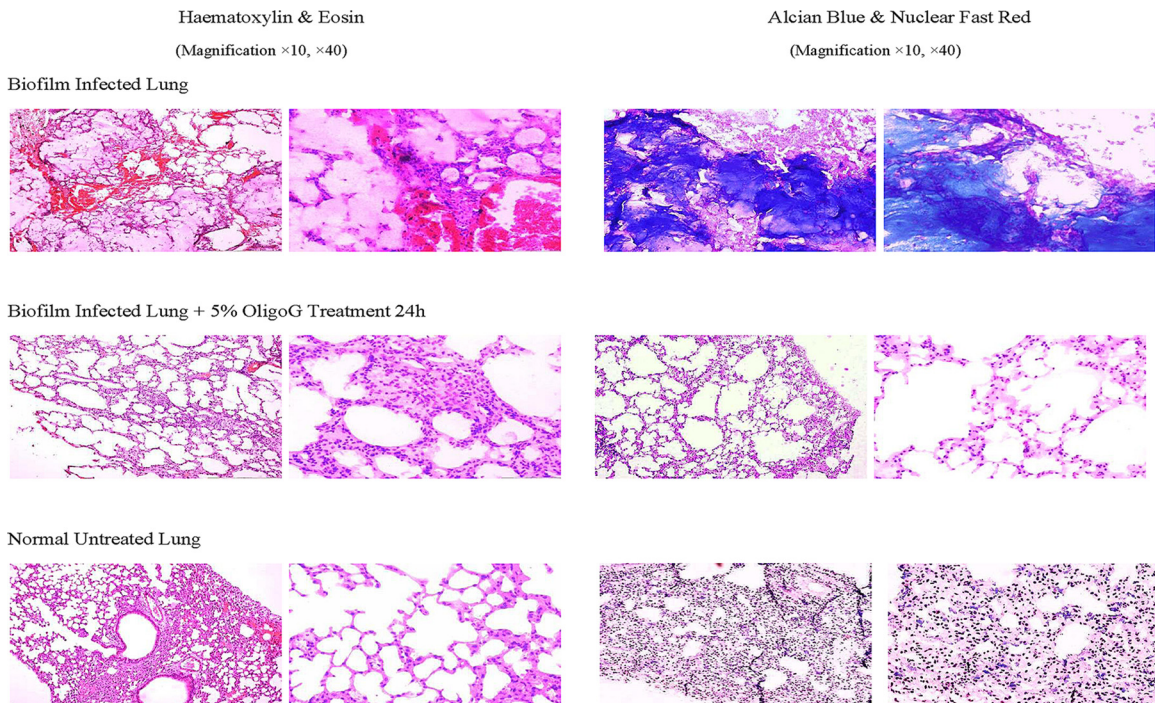 Haematoxylin & Eosin
Alcian Blue & Nuclear Fast Red
(Magnification ×10, ×40)
(Magnification ×10, ×40)
Biofilm Infected Lung
Biofilm Infected Lung + 5% OligoG Treatment 24h
Normal Untreated Lung